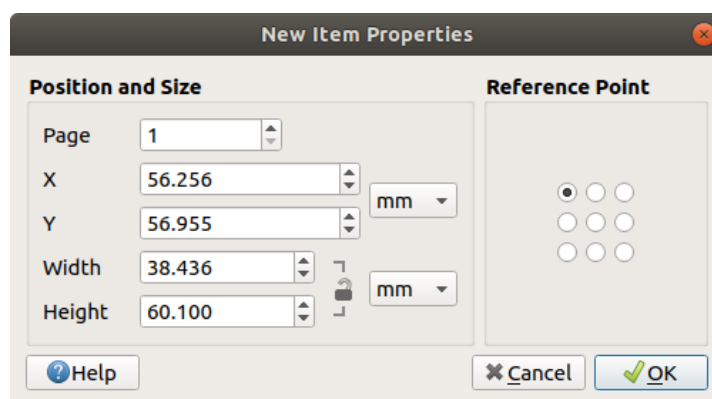 New Item Properties
Position and Size
Reference Point
Page 1
X 56.256
mm
Y 56.955
Width 38.436
mm
Height 60.100
Help
Cancel
OK